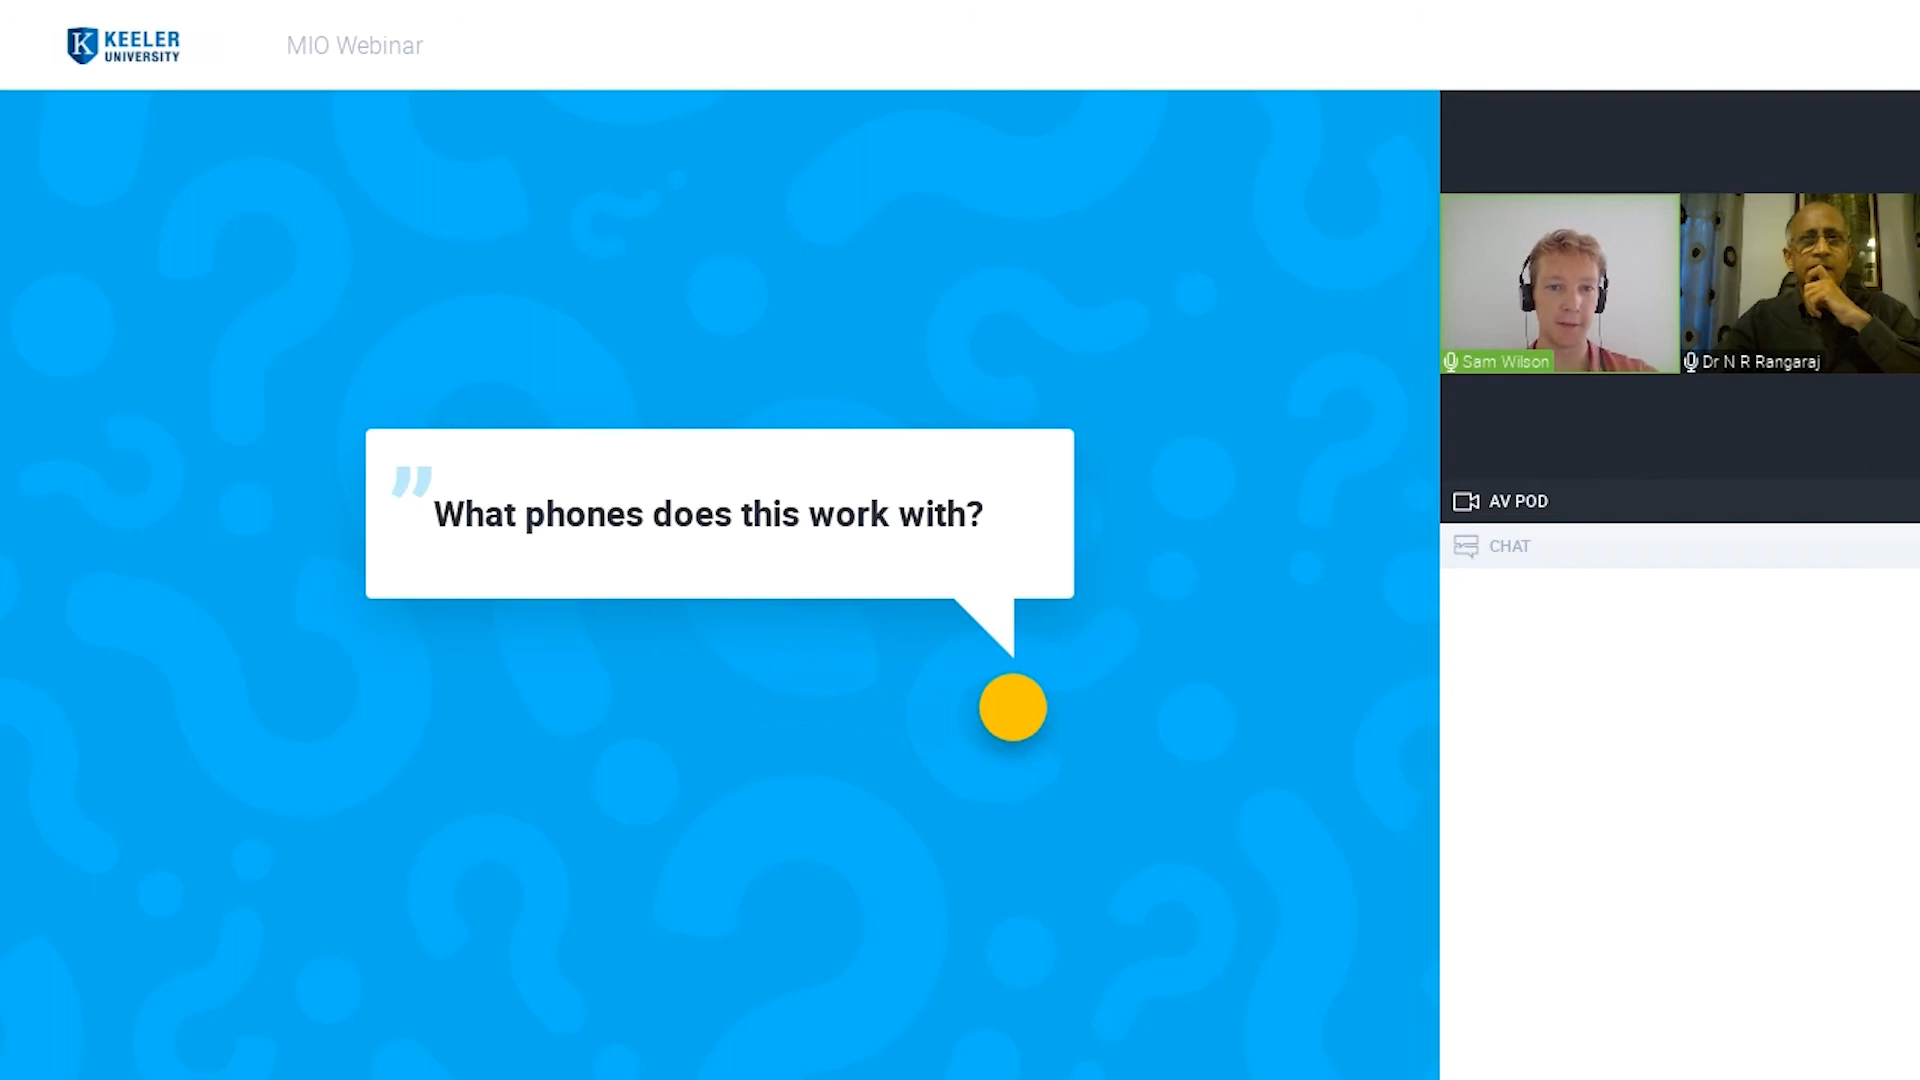 KEELER
UNIVERSITY
MIO Webinar
” What phones does this work with?
Sam Wilson
Dr N R Rangaraj
AV POD
CHAT